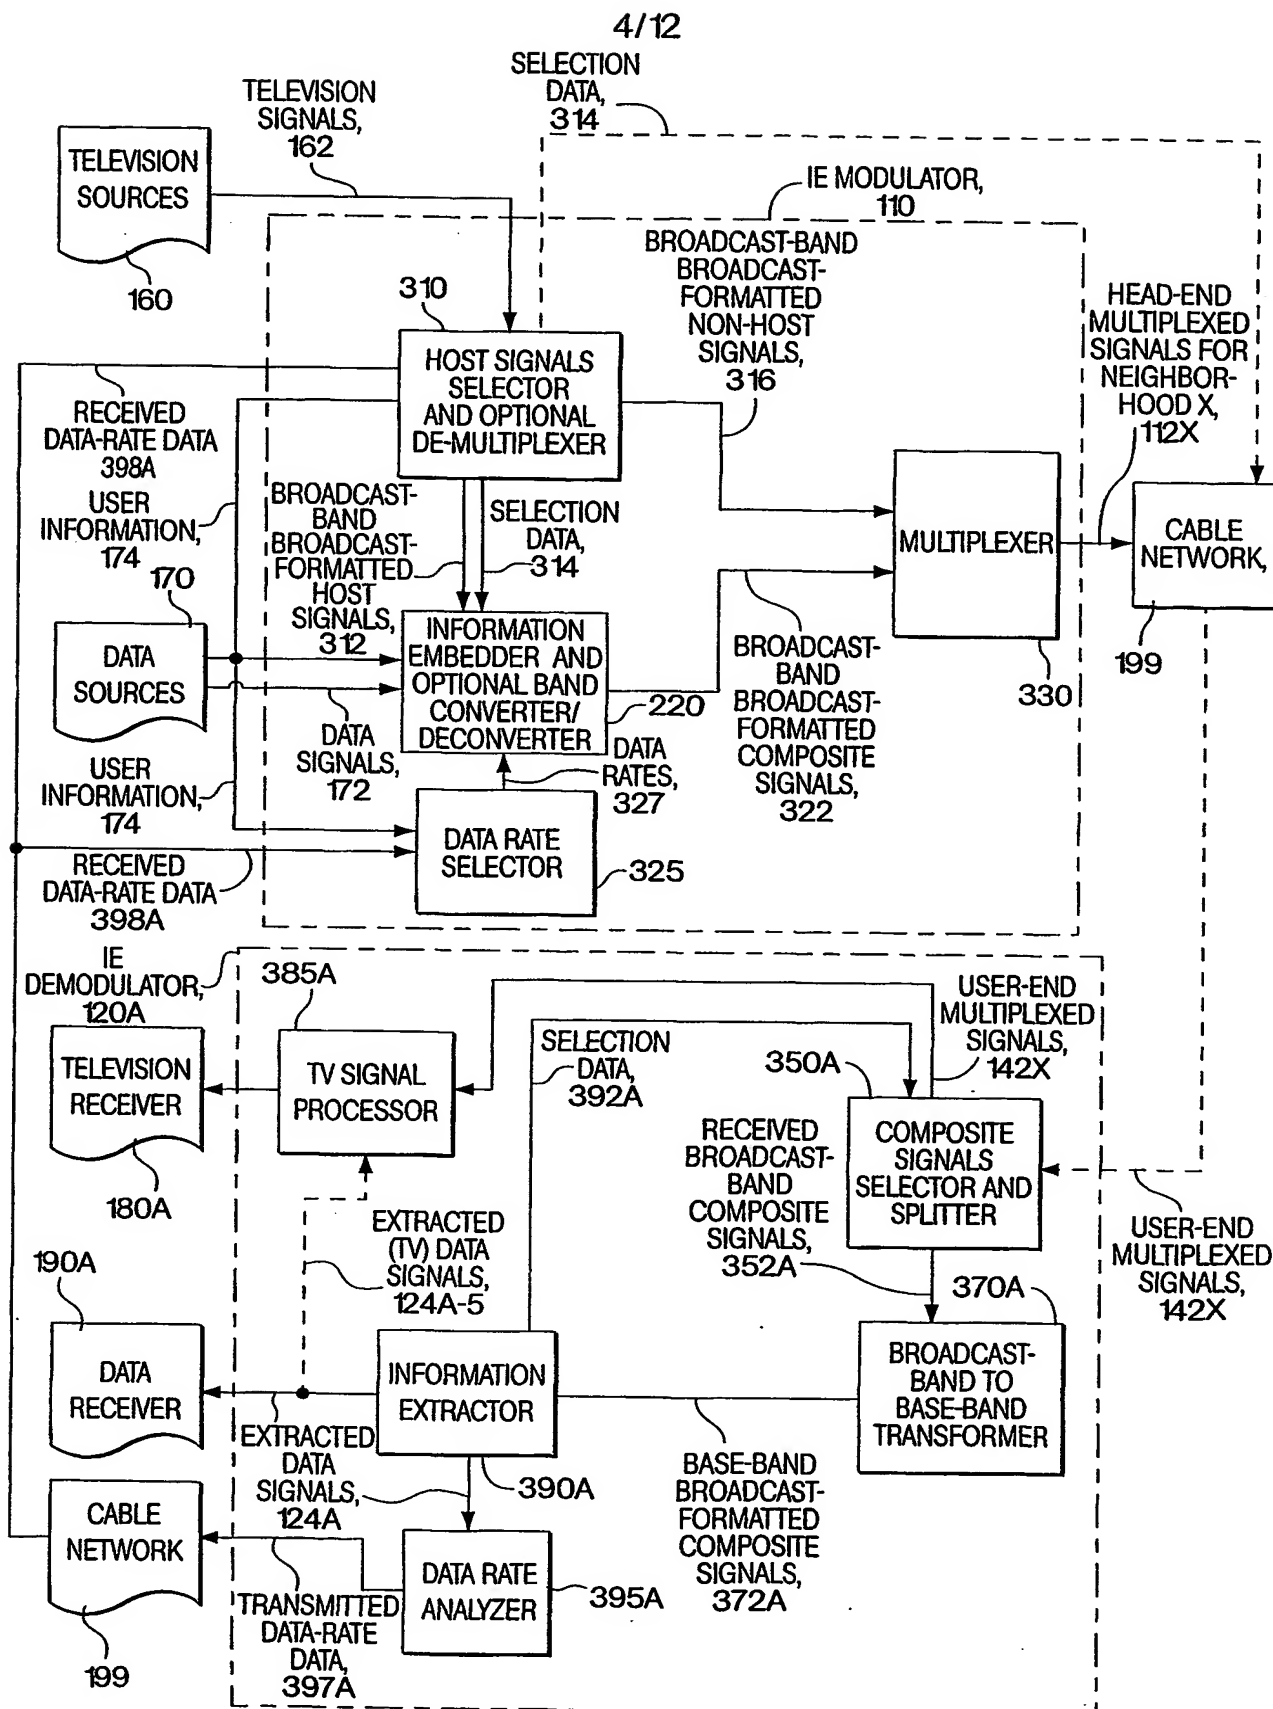 4/12
SELECTION
DATA,
314
TELEVISION
SIGNALS,
162
TELEVISION
SOURCES
160
IE MODULATOR,
110
BROADCAST-BAND
BROADCAST-
FORMATTED
NON-HOST
SIGNALS,
316
HEAD-END
MULTIPLEXED
SIGNALS FOR
NEIGHBOR-
HOOD X,
112X
310
HOST SIGNALS
SELECTOR
AND OPTIONAL
DE-MULTIPLEXER
RECEIVED
DATA-RATE DATA
398A
USER
INFORMATION,
174
BROADCAST-
BAND
BROADCAST-
FORMATTED
HOST
SIGNALS,
312
SELECTION
DATA,
314
MULTIPLEXER
330
CABLE
NETWORK,
199
170
DATA
SOURCES
INFORMATION
EMBEDDER AND
OPTIONAL BAND
CONVERTER/
DECONVERTER
220
BROADCAST-
BAND
BROADCAST-
FORMATTED
COMPOSITE
SIGNALS,
322
DATA
SIGNALS,
172
DATA
RATES,
327
USER
INFORMATION,
174
DATA RATE
SELECTOR
325
RECEIVED
DATA-RATE DATA
398A
IE
DEMODULATOR,
120A
385A
TV SIGNAL
PROCESSOR
TELEVISION
RECEIVER
180A
SELECTION
DATA,
392A
USER-END
MULTIPLEXED
SIGNALS,
142X
350A
COMPOSITE
SIGNALS
SELECTOR AND
SPLITTER
RECEIVED
BROADCAST-
BAND
COMPOSITE
SIGNALS,
352A
USER-END
MULTIPLEXED
SIGNALS,
142X
EXTRACTED
(TV) DATA
SIGNALS,
124A-5
190A
DATA
RECEIVER
370A
BROADCAST-
BAND TO
BASE-BAND
TRANSFORMER
INFORMATION
EXTRACTOR
390A
EXTRACTED
DATA
SIGNALS,
124A
BASE-BAND
BROADCAST-
FORMATTED
COMPOSITE
SIGNALS,
372A
CABLE
NETWORK
199
DATA RATE
ANALYZER
395A
TRANSMITTED
DATA-RATE
DATA,
397A